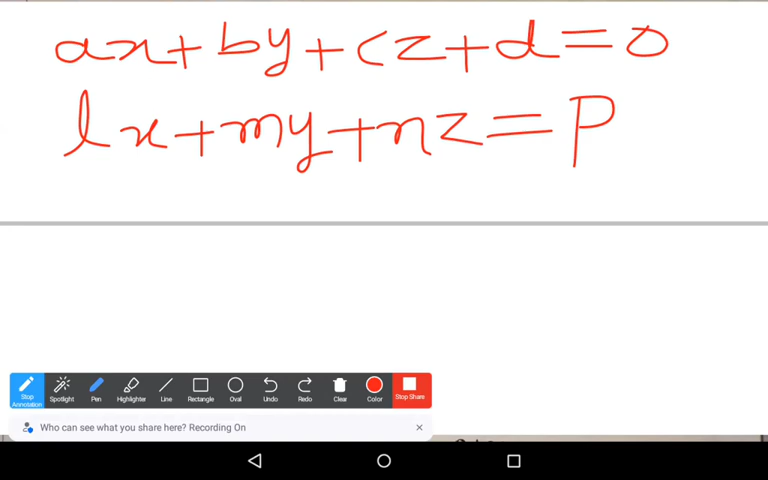 ax+by+cz+d=0
lx+my+nz=P
Stop Annotation Spotlight Pen Highlighter Line Rectangle Oval Undo Redo Clear Color Stop Share
Who can see what you share here? Recording On